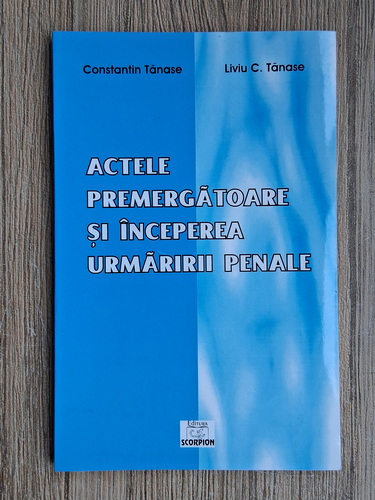 Constantin Tănase
Liviu C. Tănase
ACTELE
PREMERGĂTOARE
ȘI ÎNCEPEREA
URMĂRIRII PENALE
EDITURA
SCORPION